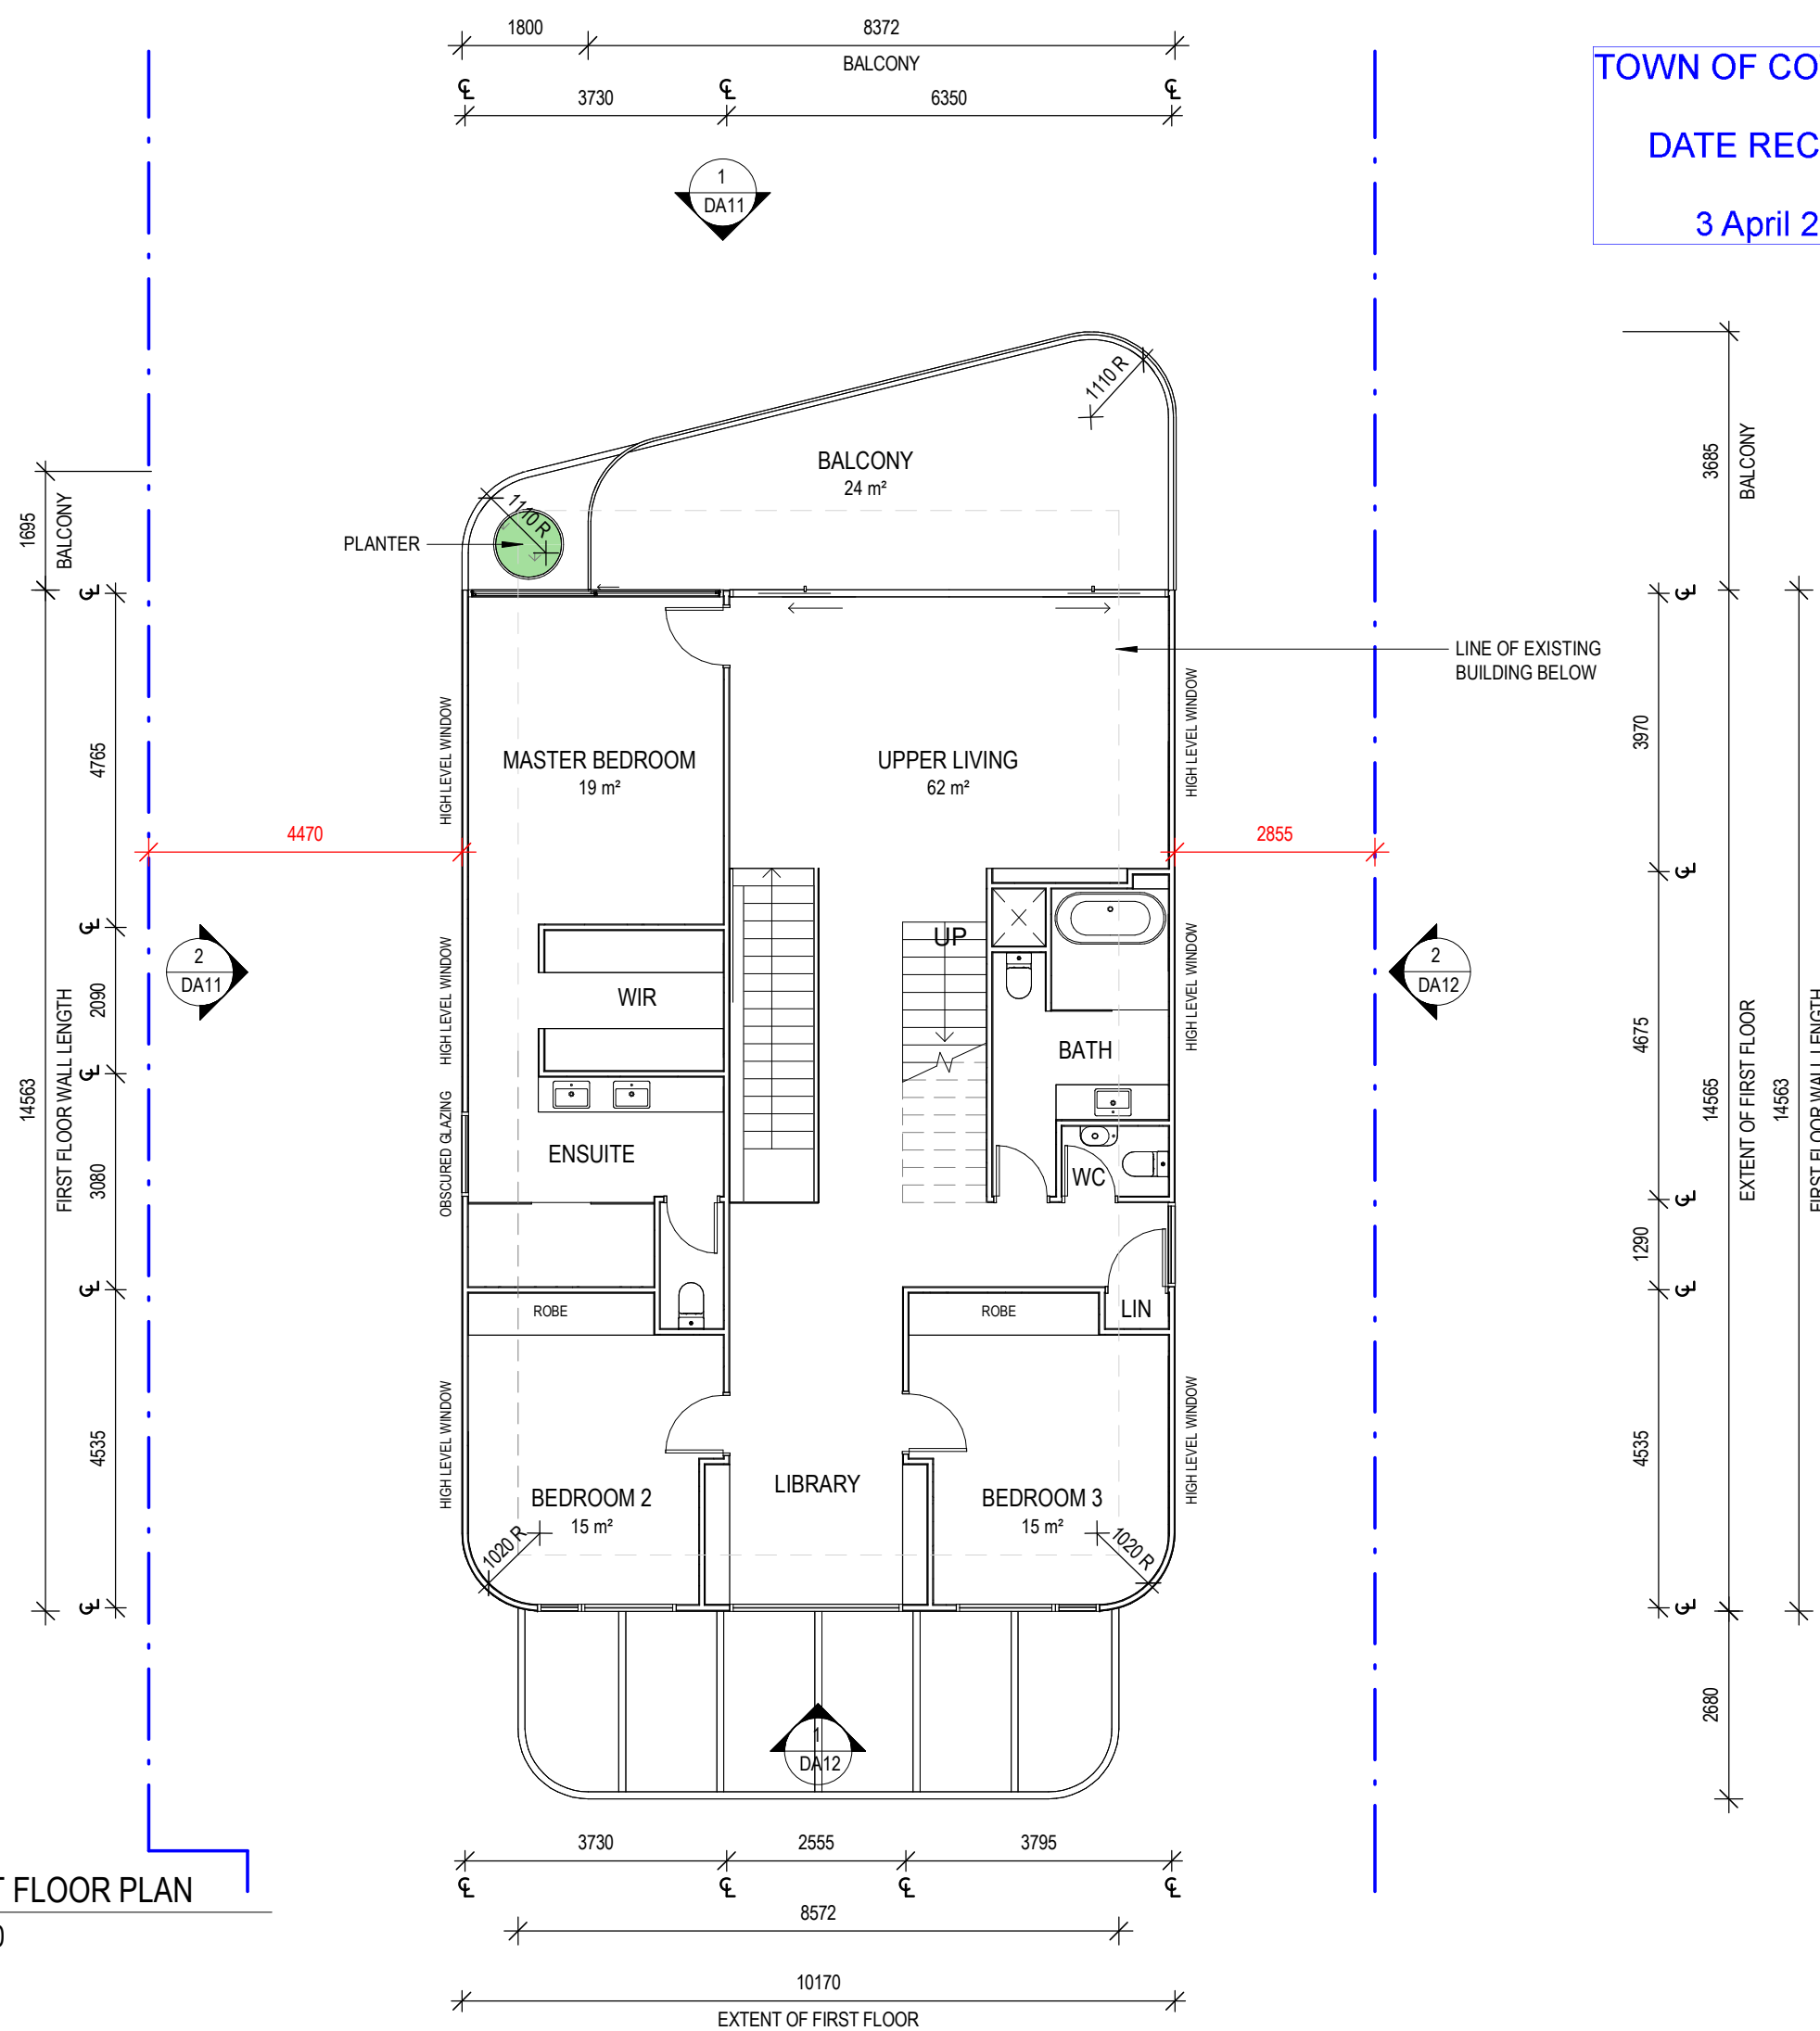 1800
8372
BALCONY
3730
6350
TOWN OF CO
DATE REC
3 April 2
1
DA11
1110 R
BALCONY
24 m²
1110 R
PLANTER
1695
BALCONY
3685
BALCONY
LINE OF EXISTING
BUILDING BELOW
HIGH LEVEL WINDOW
HIGH LEVEL WINDOW
MASTER BEDROOM
19 m²
UPPER LIVING
62 m²
4765
3970
4470
2855
2
DA11
2
DA12
UP
WIR
BATH
HIGH LEVEL WINDOW
HIGH LEVEL WINDOW
2090
4675
14563
FIRST FLOOR WALL LENGTH
14565
EXTENT OF FIRST FLOOR
14563
FIRST FLOOR WALL LENGTH
OBSCURED GLAZING
ENSUITE
WC
3080
1290
ROBE
ROBE
LIN
HIGH LEVEL WINDOW
HIGH LEVEL WINDOW
4535
4535
LIBRARY
BEDROOM 2
15 m²
BEDROOM 3
15 m²
1020 R
1020 R
2680
1
DA12
3730
2555
3795
T FLOOR PLAN
8572
10170
EXTENT OF FIRST FLOOR